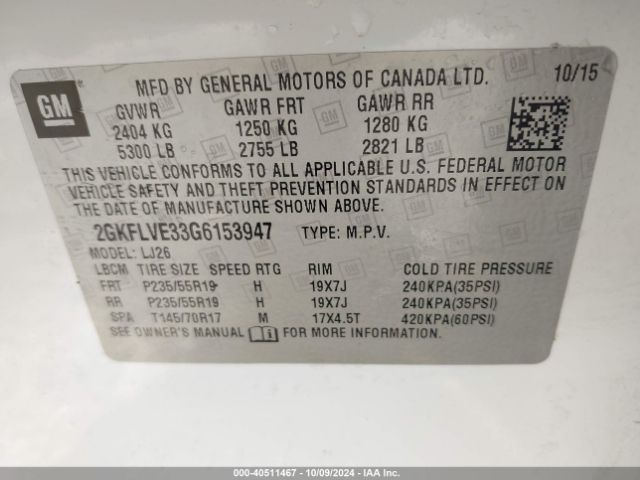 GM
MFD BY GENERAL MOTORS OF CANADA LTD. 10/15
GVWR GAWR FRT GAWR RR
2404 KG 1250 KG 1280 KG
5300 LB 2755 LB 2821 LB
THIS VEHICLE CONFORMS TO ALL APPLICABLE U.S. FEDERAL MOTOR
VEHICLE SAFETY AND THEFT PREVENTION STANDARDS IN EFFECT ON
THE DATE OF MANUFACTURE SHOWN ABOVE.
2GKFLVE33G6153947 TYPE: M.P.V.
MODEL: LJ26
LBCM TIRE SIZE SPEED RTG RIM COLD TIRE PRESSURE
FRT P235/55R19 H 19X7J 240KPA(35PSI)
RR P235/55R19 H 19X7J 240KPA(35PSI)
SPA T145/70R17 M 17X4.5T 420KPA(60PSI)
SEE OWNER'S MANUAL FOR MORE INFORMATION.
© - 40511467 - 10/09/2024 - IAA Inc.